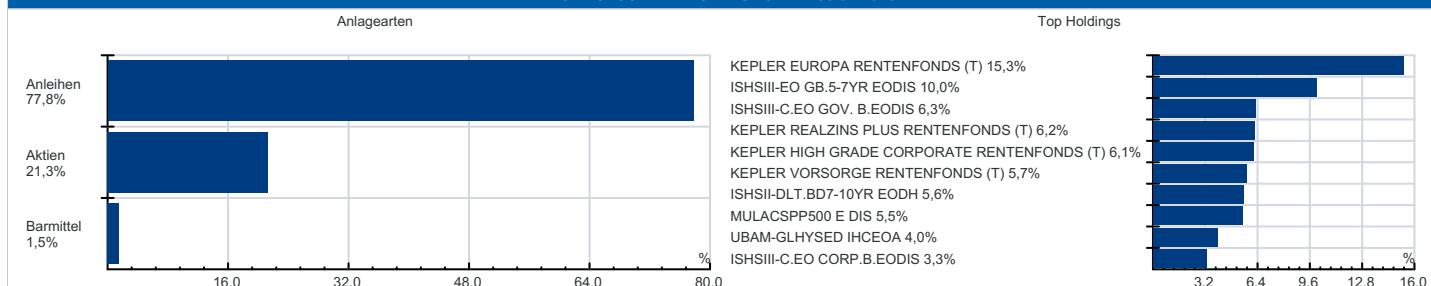 Anlagearten
Anleihen
77,8%
Aktien
21,3%
Barmittel
1,5%
%
16.0 32.0 48.0 64.0 80.0
Top Holdings
KEPLER EUROPA RENTENFONDS (T) 15,3%
ISHSIII-EO GB.5-7YR EODIS 10,0%
ISHSIII-C.EO GOV. B.EODIS 6,3%
KEPLER REALZINS PLUS RENTENFONDS (T) 6,2%
KEPLER HIGH GRADE CORPORATE RENTENFONDS (T) 6,1%
KEPLER VORSORGE RENTENFONDS (T) 5,7%
ISHSII-DLT.BD7-10YR EODH 5,6%
MULACSPP500 E DIS 5,5%
UBAM-GLHYSED IHCEOA 4,0%
ISHSIII-C.EO CORP.B.EODIS 3,3%
%
3.2 6.4 9.6 12.8 16.0